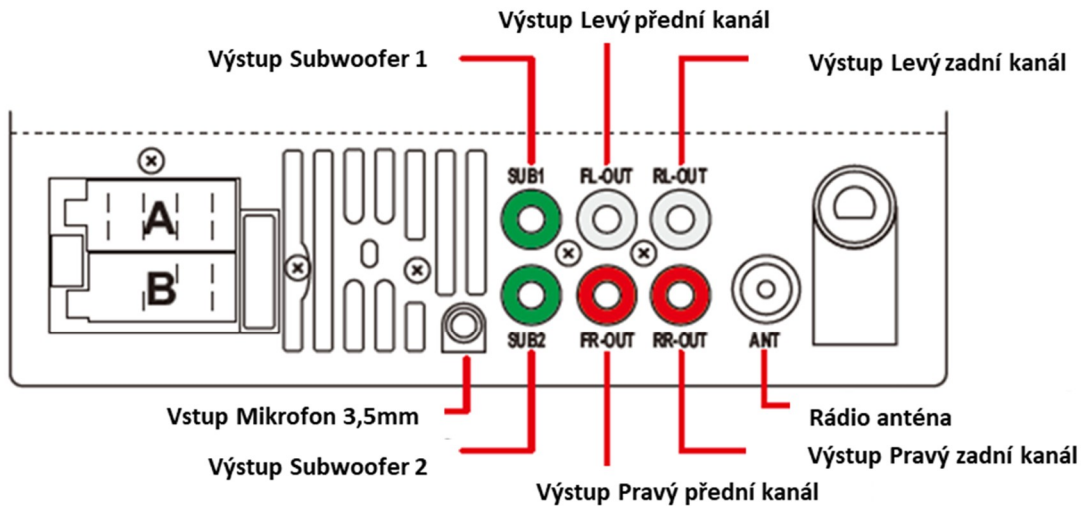 Výstup Levý přední kanál
Výstup Subwoofer 1
Výstup Levý zadní kanál
SUB1 FL-OUT RL-OUT
A
B
SUB2 FR-OUT RR-OUT ANT
Vstup Mikrofon 3,5mm
Rádio anténa
Výstup Subwoofer 2
Výstup Pravý zadní kanál
Výstup Pravý přední kanál